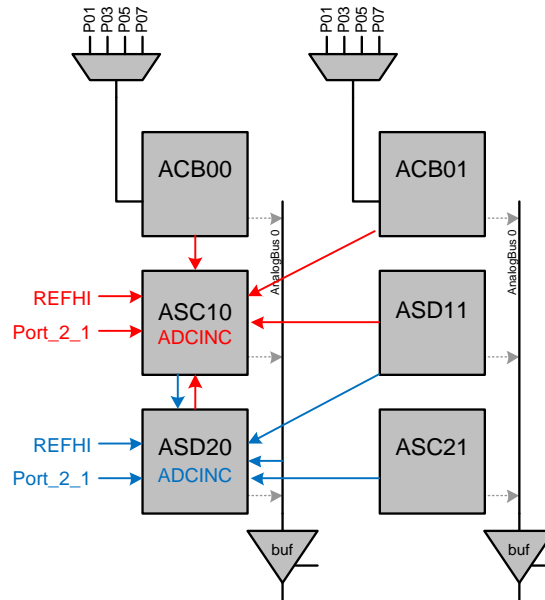 P01 P03 P05 P07
P01 P03 P05 P07
ACB00
ACB01
AnalogBus 0
AnalogBus 0
REFHI
Port_2_1
ASC10
ADCINC
ASD11
REFHI
Port_2_1
ASD20
ADCINC
ASC21
buf
buf